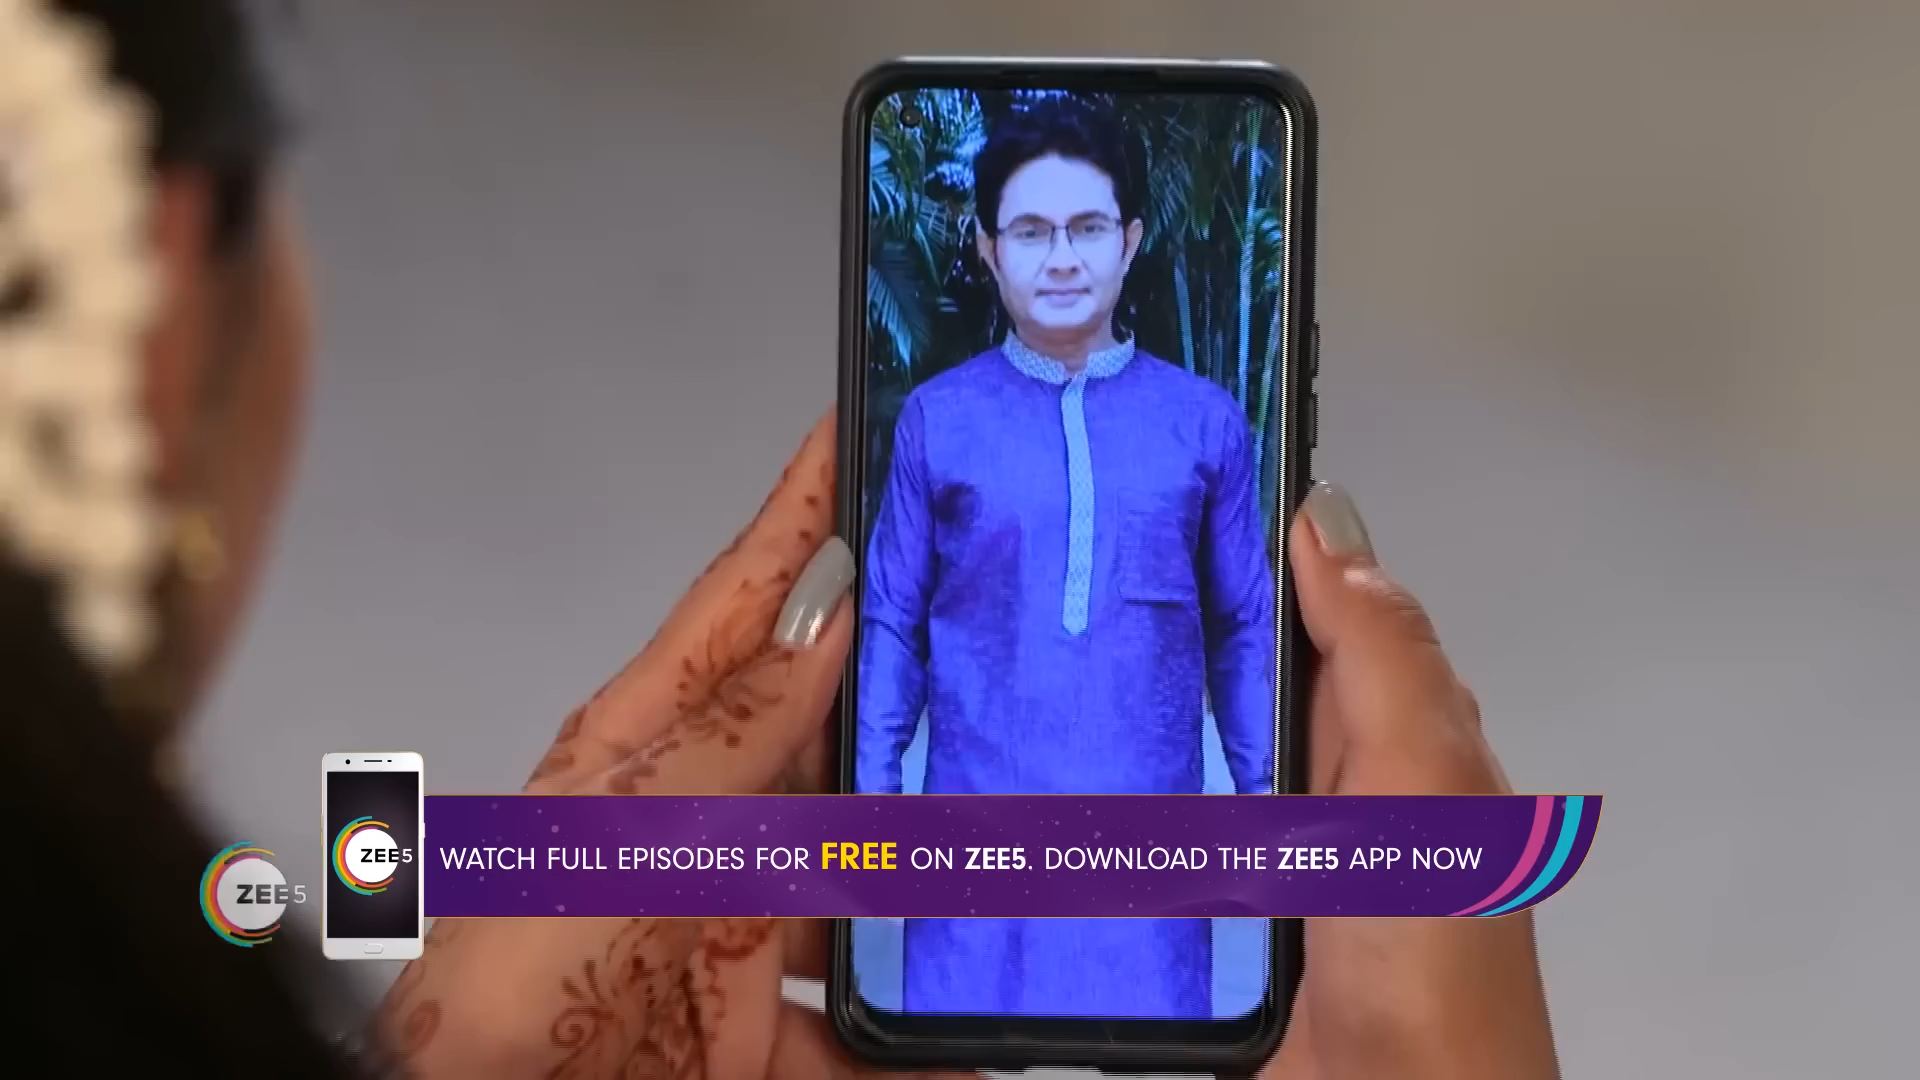 ZEE5
ZEE5
WATCH FULL EPISODES FOR FREE ON ZEE5. DOWNLOAD THE ZEE5 APP NOW